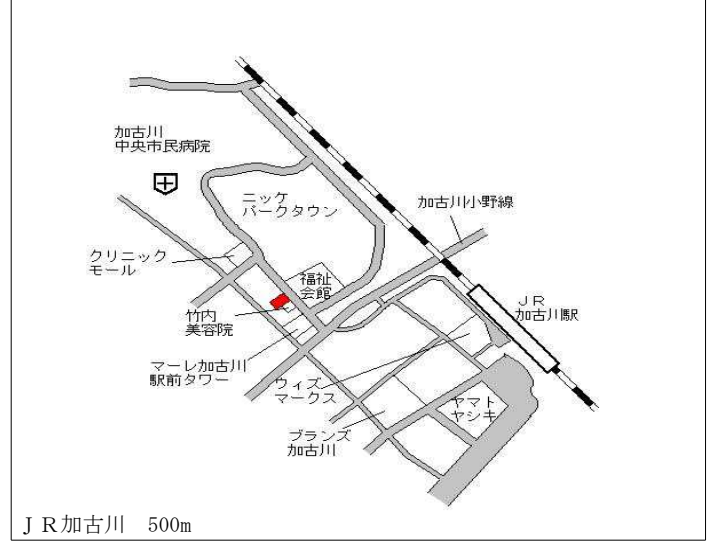 加古川
中央市民病院
ニッケ
パークタウン
加古川小野線
クリニック
モール
福祉
会館
JR
加古川駅
竹内
美容院
マーレ加古川
駅前タワー
ウィズ
マークス
ヤマト
ヤシキ
ブランズ
加古川
JR加古川　500m